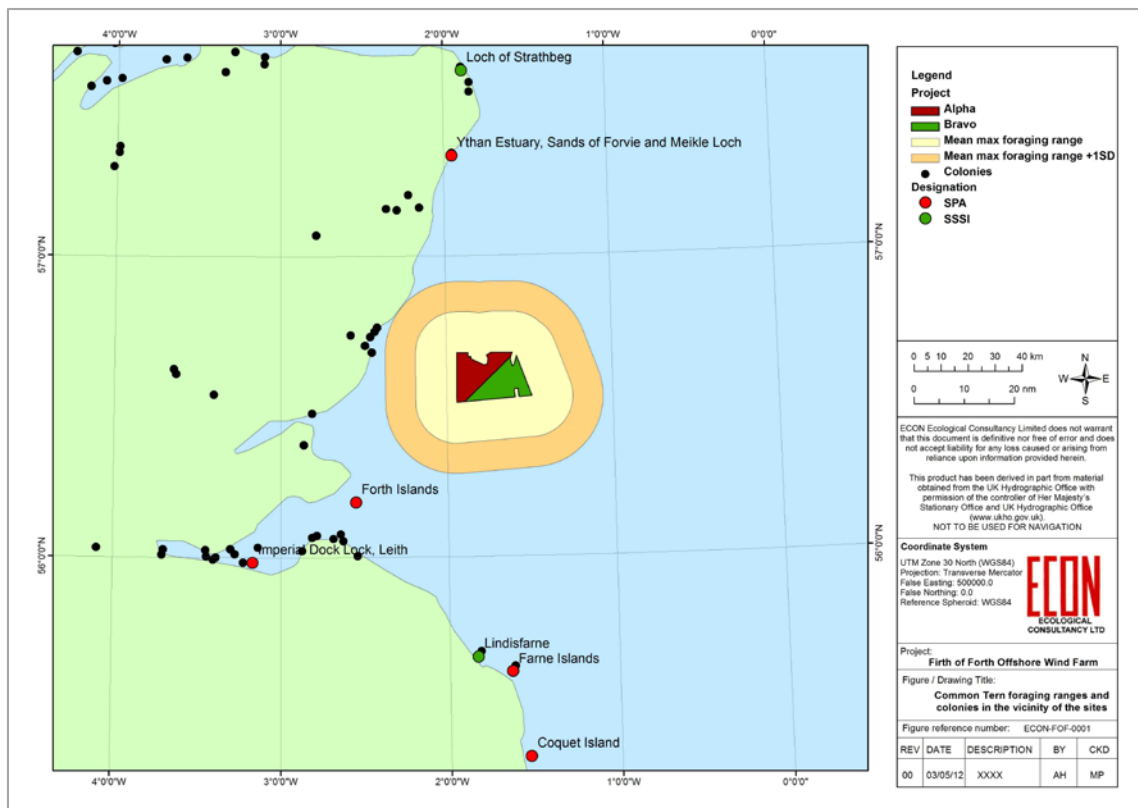 4°0'0"W
3°0'0"W
2°0'0"W
1°0'0"W
0°0'0"
Loch of Strathbeg
Ythan Estuary, Sands of Forvie and Meikle Loch
57°0'0"N
57°0'0"N
Forth Islands
56°0'0"N
56°0'0"N
Imperial Dock Lock, Leith
Lindisfarne
Farne Islands
Coquet Island
4°0'0"W
3°0'0"W
2°0'0"W
1°0'0"W
0°0'0"
Legend
Project
Alpha
Bravo
Mean max foraging range
Mean max foraging range +1SD
Colonies
Designation
SPA
SSSI
0 5 10 20 30 40 km
0 10 20 nm
N
W E
S
ECON Ecological Consultancy Limited does not warrant
that this document is definitive nor free of error and does
not accept liability for any loss caused or arising from
reliance upon information provided herein.
This product has been derived in part from material
obtained from the UK Hydrographic Office with
permission of the controller of Her Majesty's
Stationary Office and UK Hydrographic Office
(www.ukho.gov.uk).
NOT TO BE USED FOR NAVIGATION
Coordinate System
UTM Zone 30 North (WGS84)
Projection: Transverse Mercator
False Easting: 500000.0
False Northing: 0.0
Reference Spheroid: WGS84
ECON
ECOLOGICAL
CONSULTANCY LTD
Project:
Firth of Forth Offshore Wind Farm
Figure / Drawing Title:
Common Tern foraging ranges and
colonies in the vicinity of the sites
Figure reference number: ECON-FOF-0001
REV DATE DESCRIPTION BY CKD
00 03/05/12 XXXX AH MP